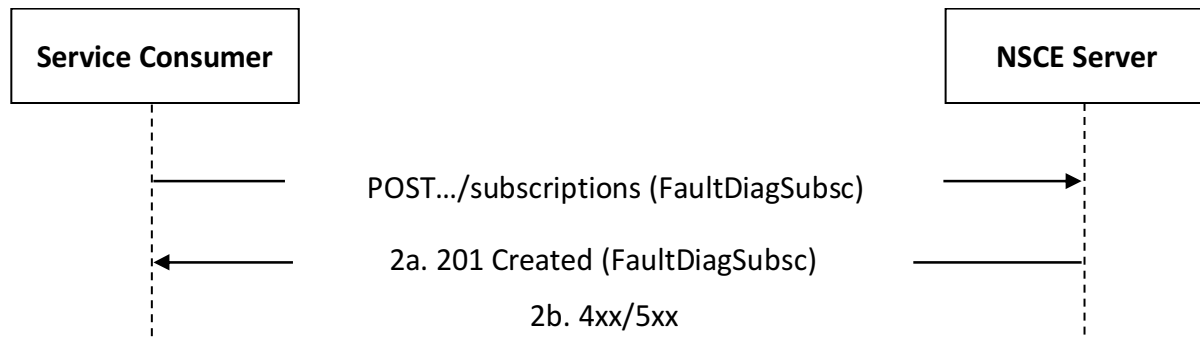 Service Consumer
NSCE Server
POST…/subscriptions (FaultDiagSubsc)
2a. 201 Created (FaultDiagSubsc)
2b. 4xx/5xx